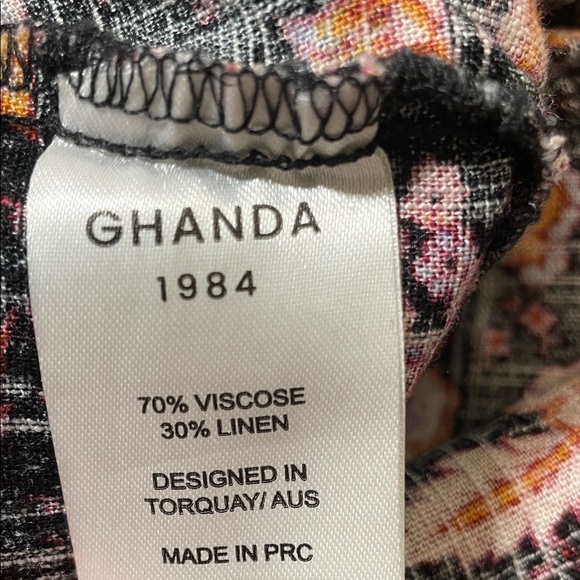 GHANDA
1984
70% VISCOSE
30% LINEN
DESIGNED IN
TORQUAY/ AUS
MADE IN PRC